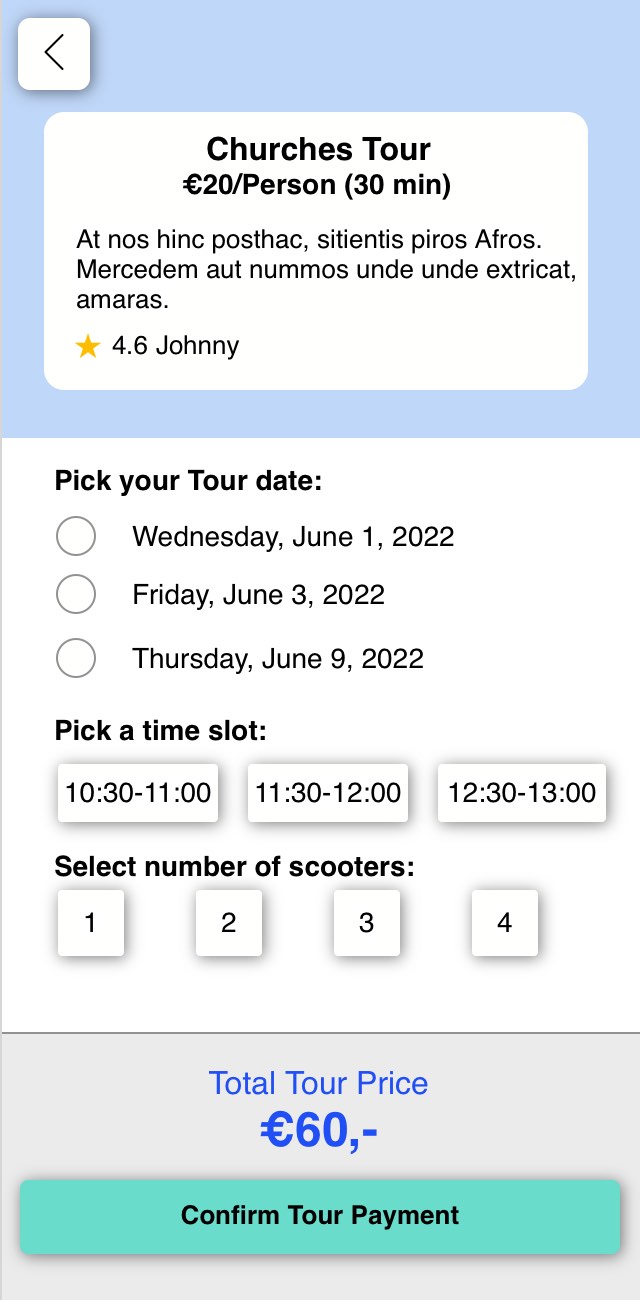 Churches Tour
€20/Person (30 min)
At nos hinc posthac, sitientis piros Afros.
Mercedem aut nummos unde unde extricat,
amaras.
4.6 Johnny
Pick your Tour date:
Wednesday, June 1, 2022
Friday, June 3, 2022
Thursday, June 9, 2022
Pick a time slot:
10:30-11:00 11:30-12:00 12:30-13:00
Select number of scooters:
1 2 3 4
Total Tour Price
€60,-
Confirm Tour Payment